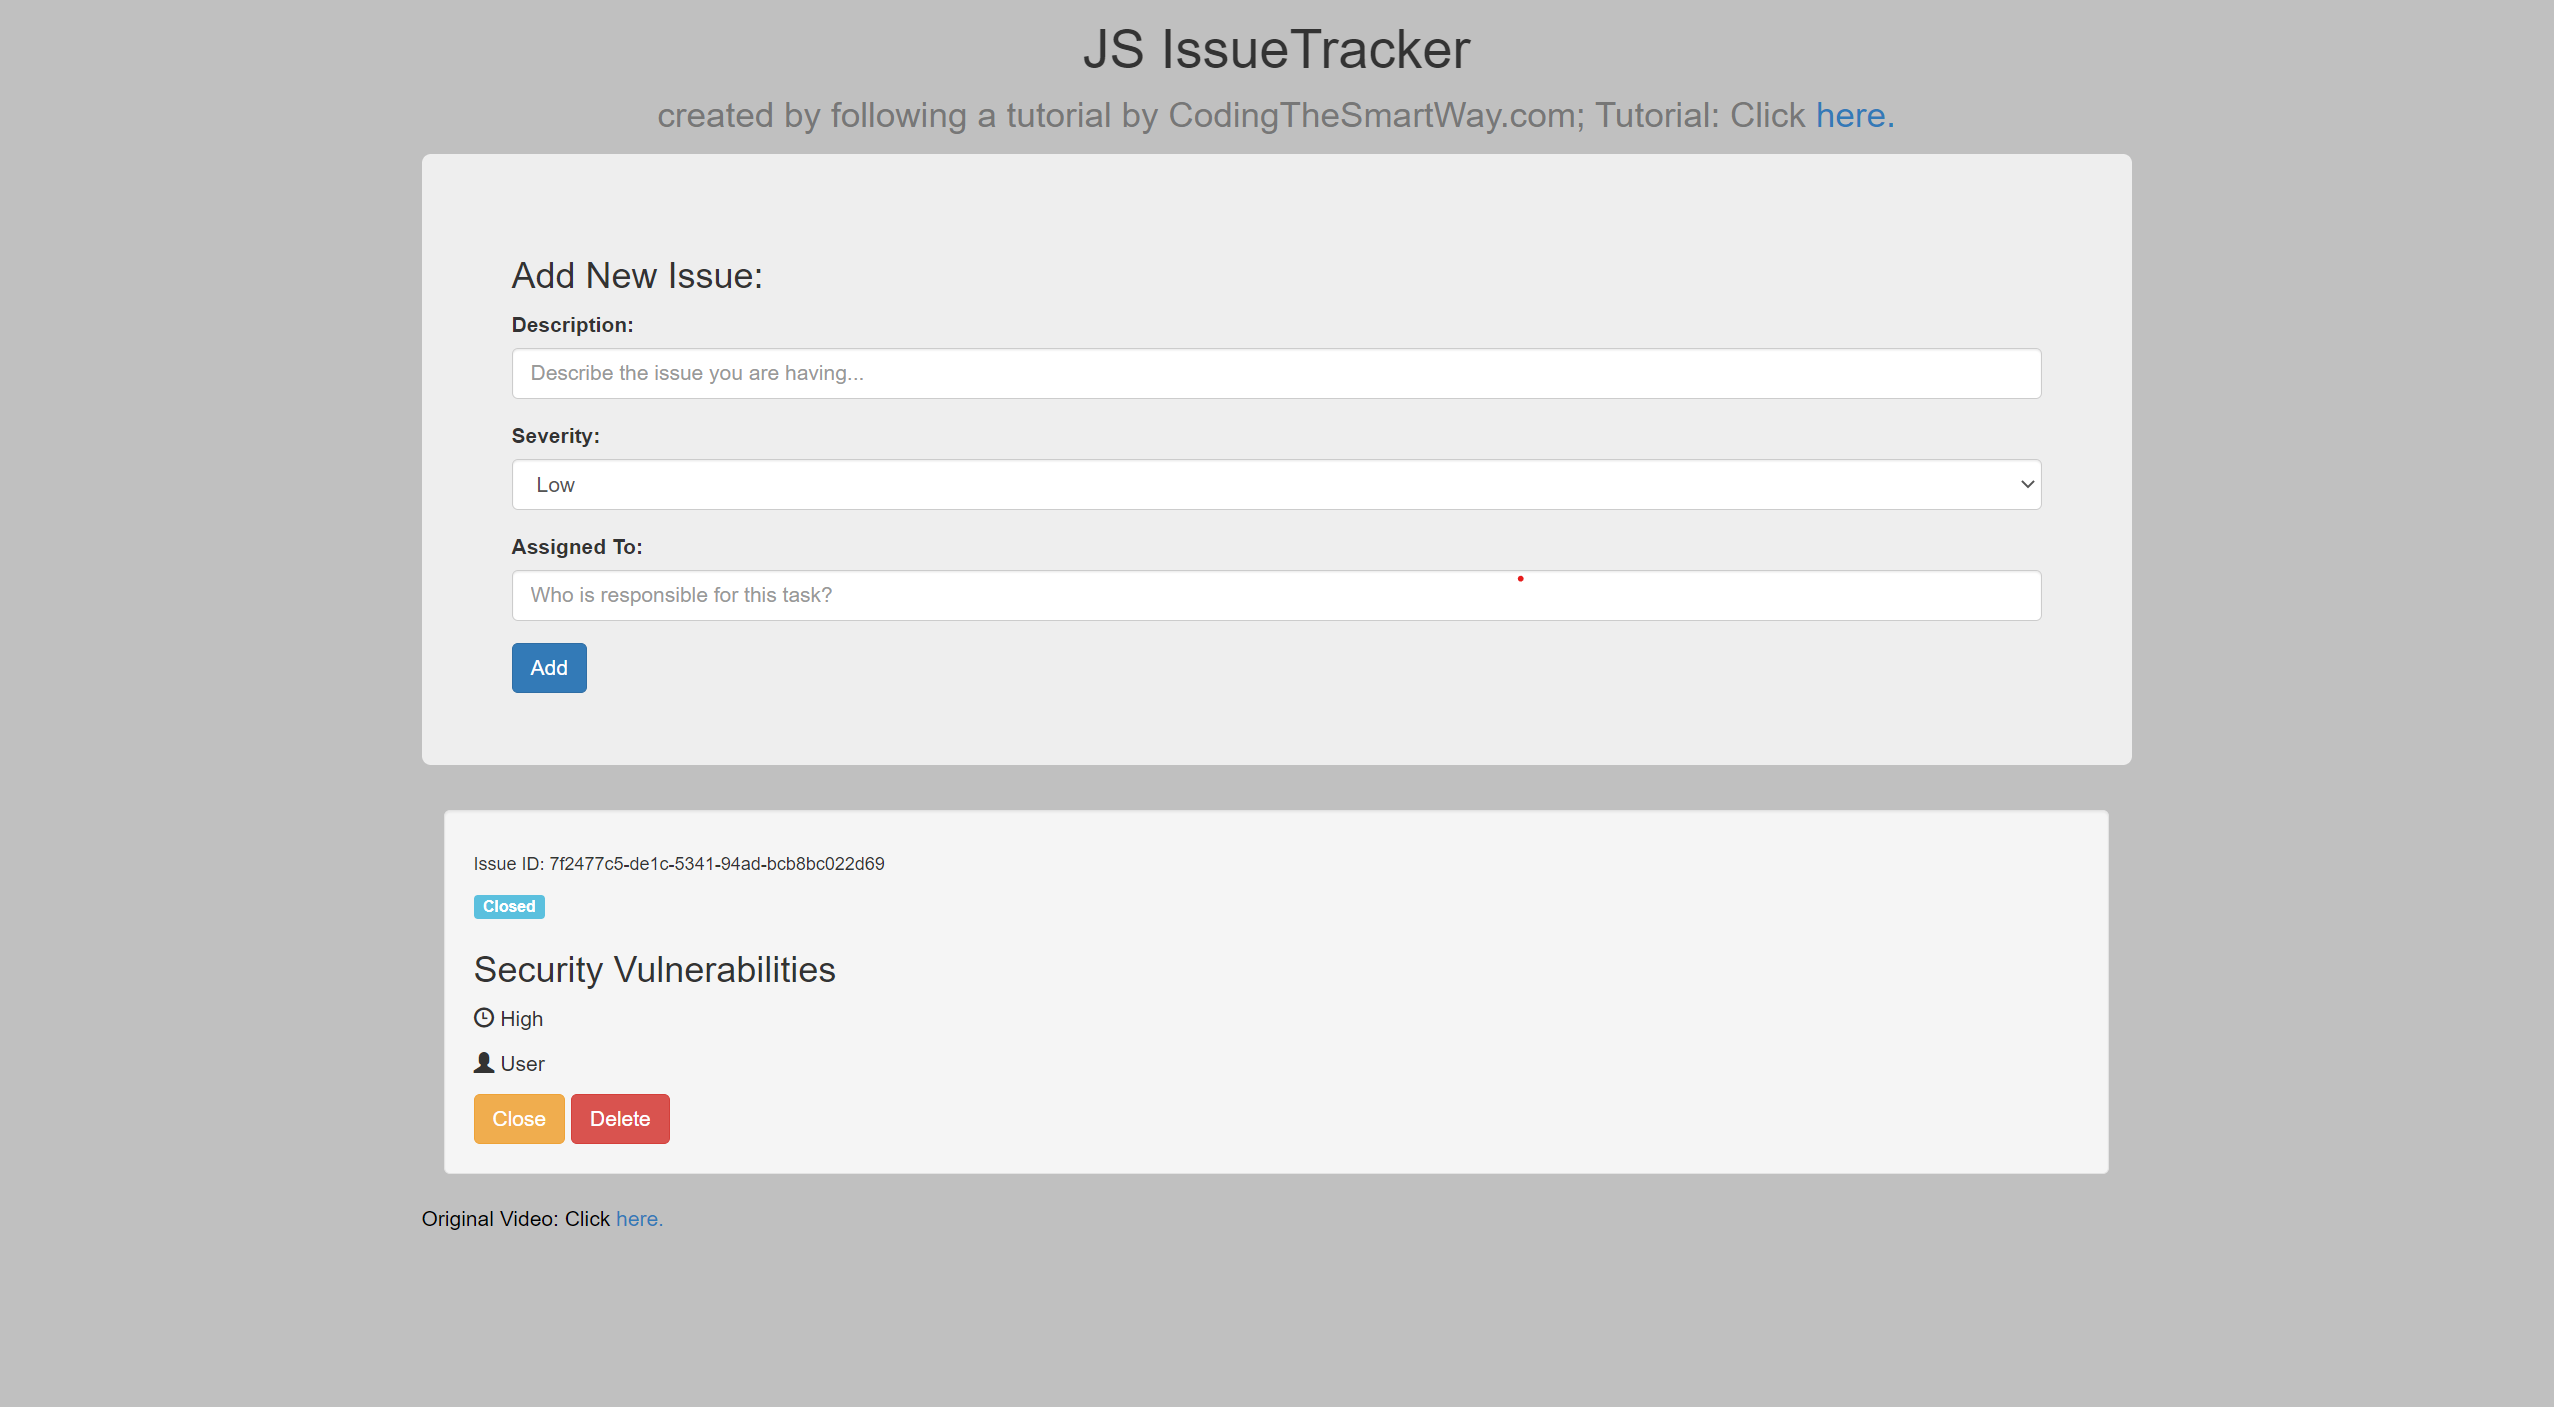 JS IssueTracker
created by following a tutorial by CodingTheSmartWay.com; Tutorial: Click here.
Add New Issue:
Description:
Describe the issue you are having...
Severity:
Low
Assigned To:
Who is responsible for this task?
Add
Issue ID: 7f2477c5-de1c-5341-94ad-bcb8bc022d69
Closed
Security Vulnerabilities
High
User
Close Delete
Original Video: Click here.